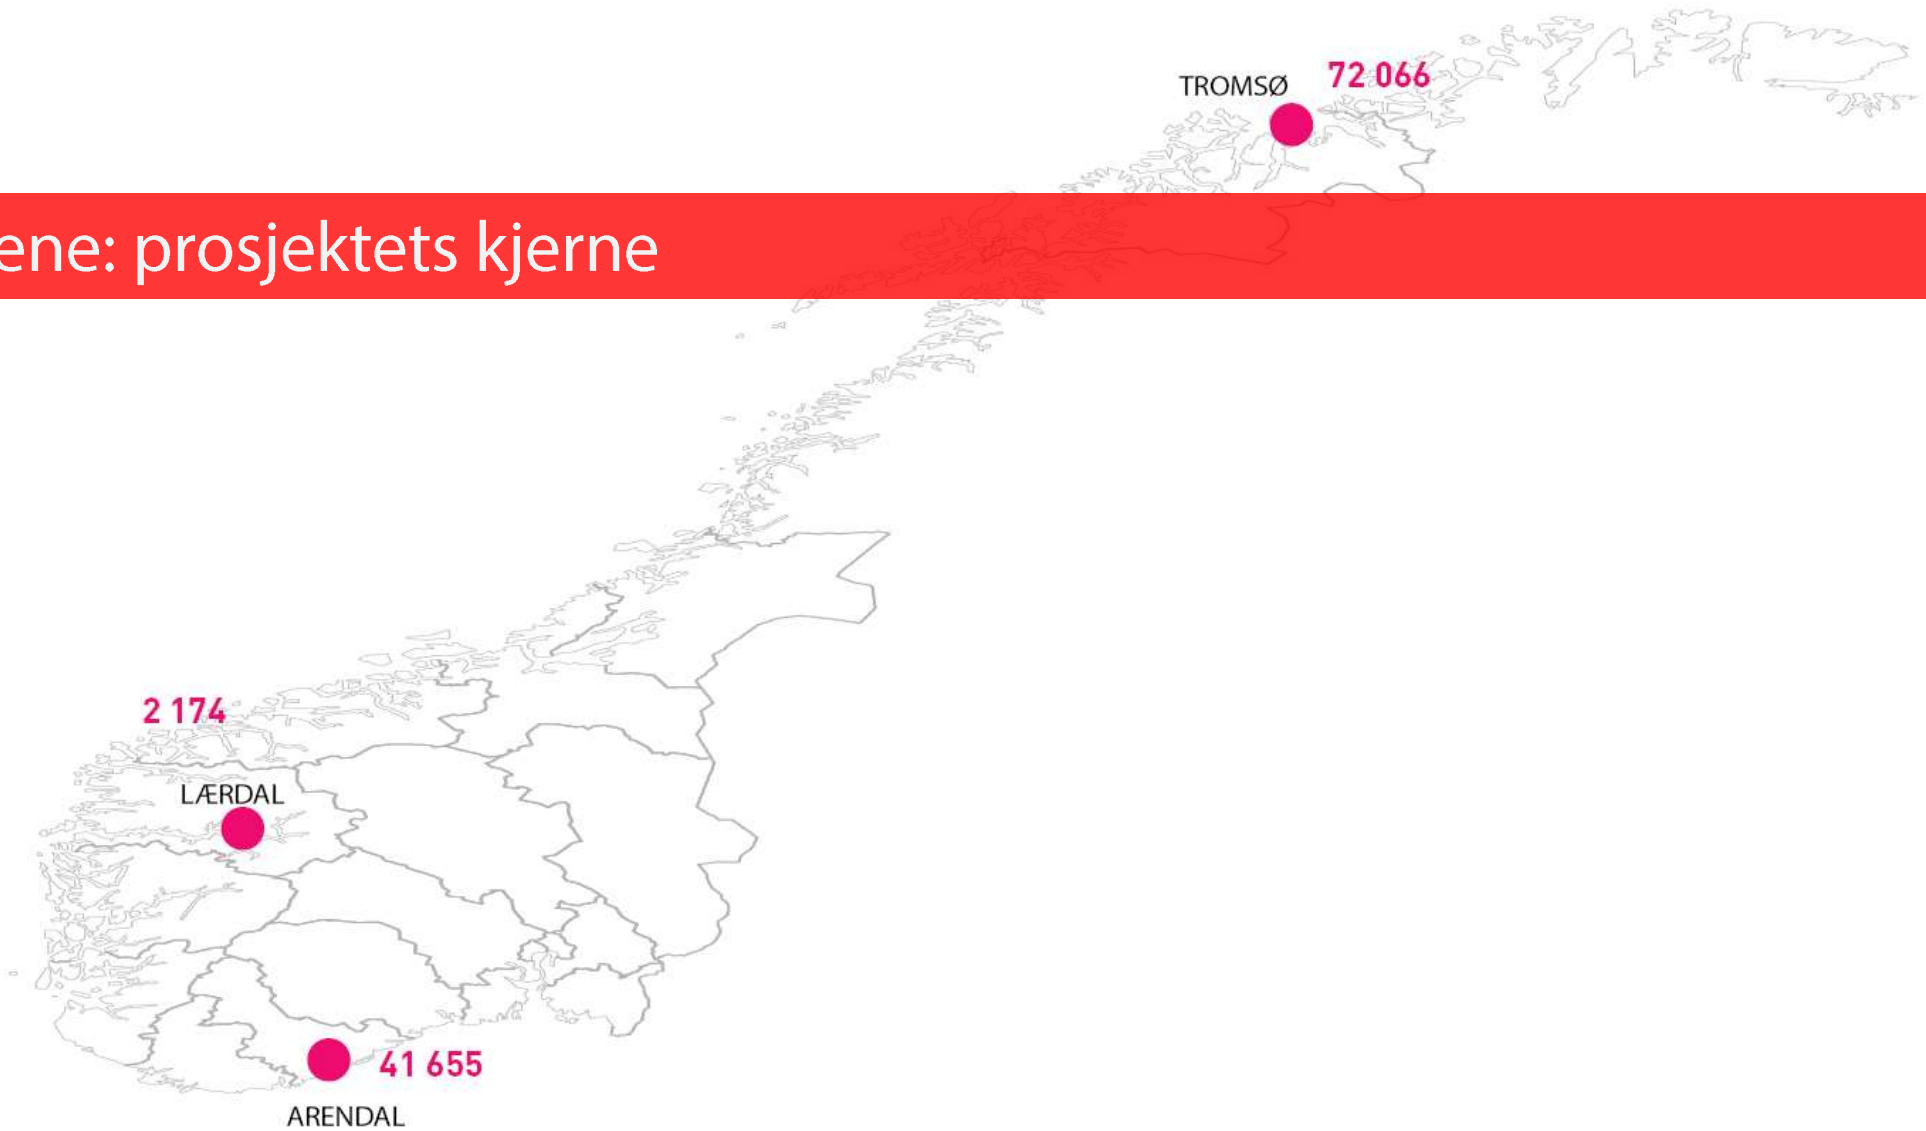 TROMSØ 72 066
ene: prosjektets kjerne
2 174
LÆRDAL
41 655
ARENDAL